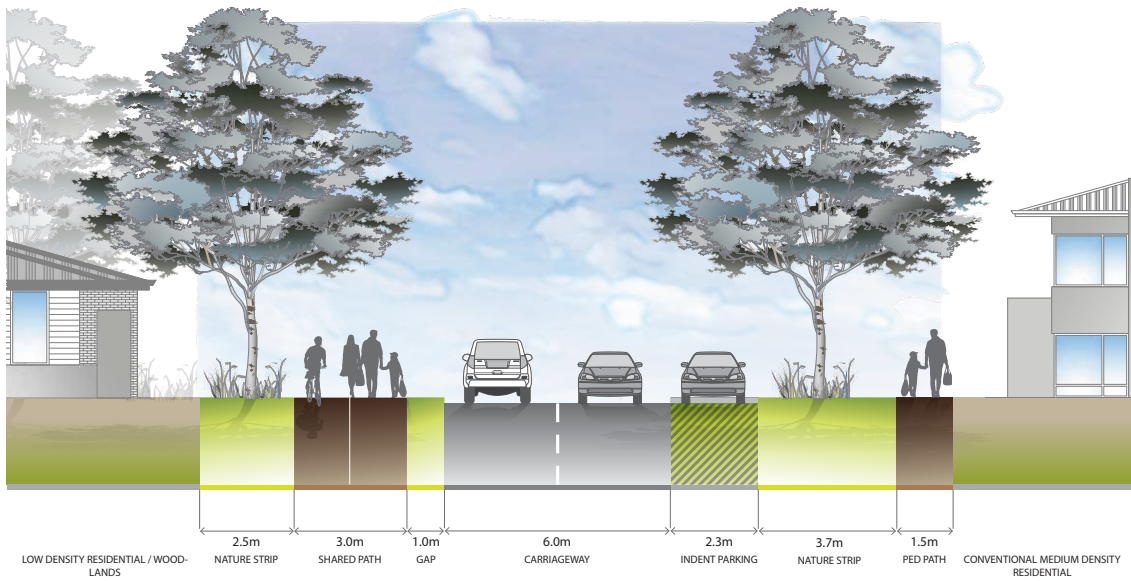 2.5m
3.0m
1.0m
6.0m
2.3m
3.7m
1.5m
LOW DENSITY RESIDENTIAL / WOOD-
LANDS
NATURE STRIP
SHARED PATH
GAP
CARRIAGEWAY
INDENT PARKING
NATURE STRIP
PED PATH
CONVENTIONAL MEDIUM DENSITY
RESIDENTIAL